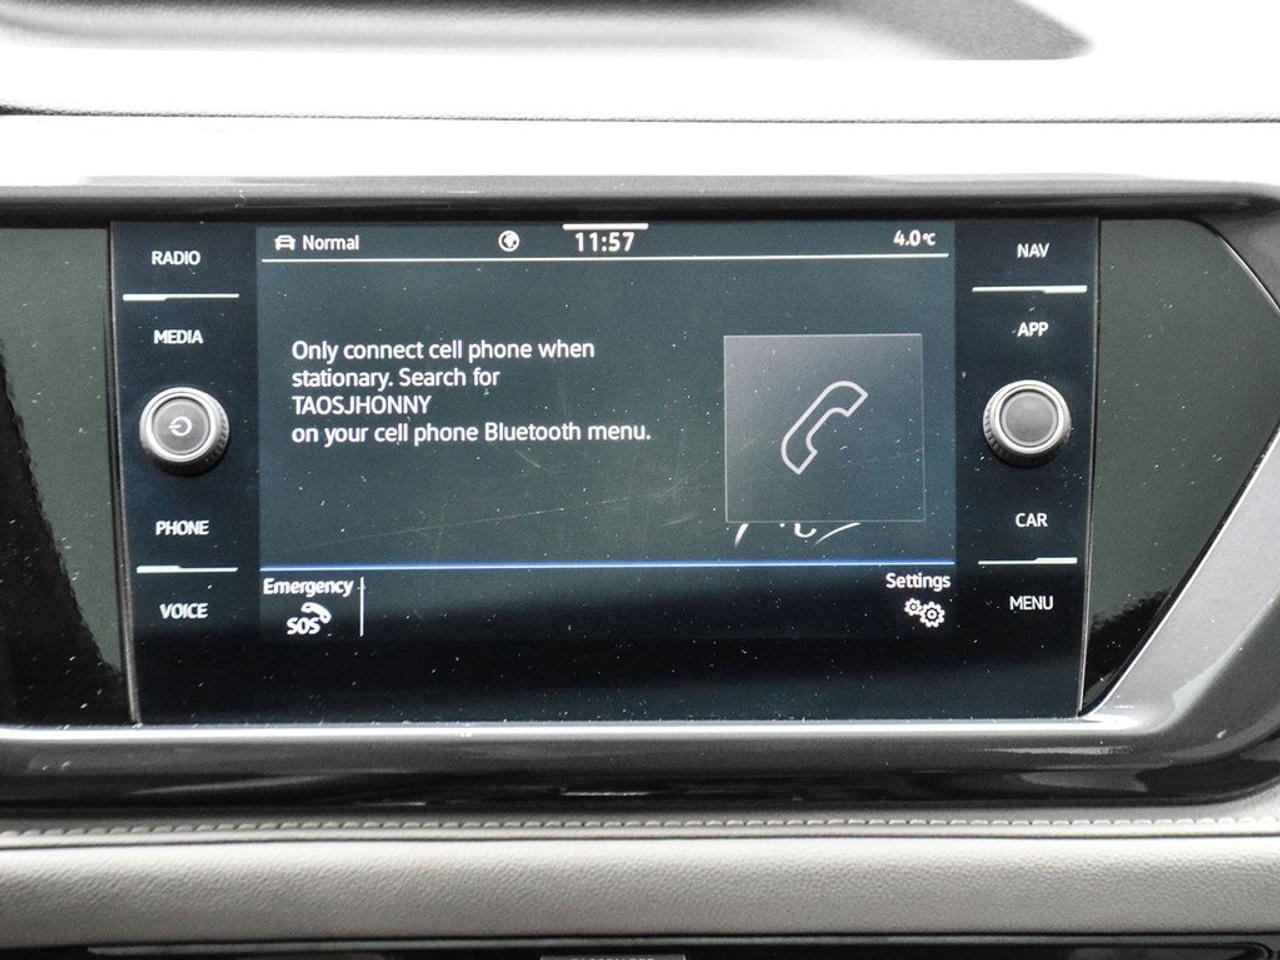 RADIO
MEDIA
PHONE
VOICE
Normal
11:57
4.0°C
Only connect cell phone when
stationary. Search for
TAOSJHONNY
on your cell phone Bluetooth menu.
Emergency
SOS
Settings
NAV
APP
CAR
MENU